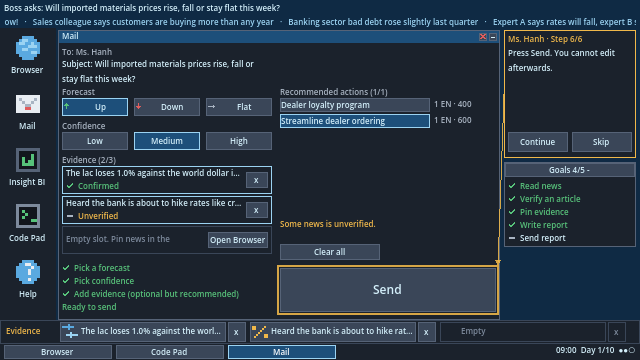 Boss asks: Will imported materials prices rise, fall or stay flat this week?
ow! · Sales colleague says customers are buying more than any year · Banking sector bad debt rose slightly last quarter · Expert A says rates will fall, expert B s
Browser
Mail
Insight BI
Code Pad
Help
Mail
To: Ms. Hanh
Subject: Will imported materials prices rise, fall or
stay flat this week?
Forecast
Up
Down
Flat
Confidence
Low
Medium
High
Evidence (2/3)
The lac loses 1.0% against the world dollar i...
Confirmed
x
Heard the bank is about to hike rates like cr...
Unverified
x
Empty slot. Pin news in the
Open Browser
Pick a forecast
Pick confidence
Add evidence (optional but recommended)
Ready to send
Recommended actions (1/1)
Dealer loyalty program
1 EN · 400
Streamline dealer ordering
1 EN · 600
Some news is unverified.
Clear all
Send
Ms. Hanh · Step 6/6
Press Send. You cannot edit
afterwards.
Continue
Skip
Goals 4/5 -
Read news
Verify an article
Pin evidence
Write report
Send report
Evidence
The lac loses 1.0% against the worl...
x
Heard the bank is about to hike rat...
x
Empty
x
Browser
Code Pad
Mail
09:00 Day 1/10